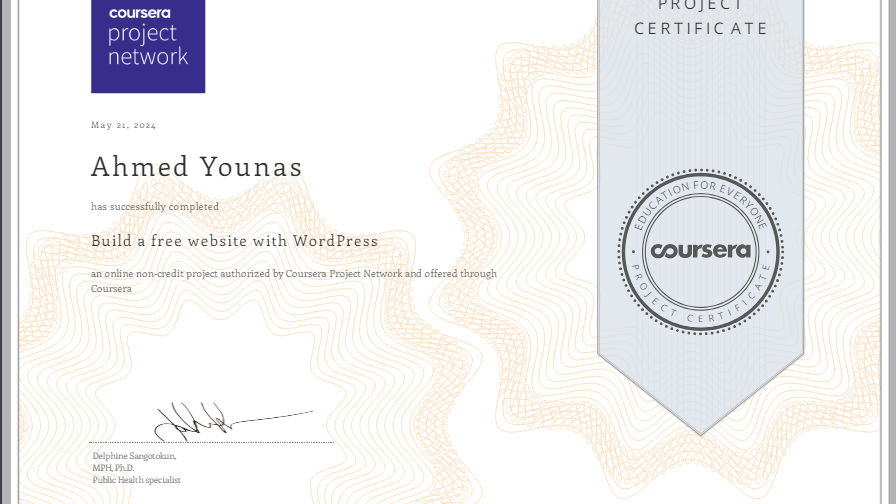 coursera
project
network
PROJECT
CERTIFICATE
May 21, 2024
Ahmed Younas
has successfully completed
Build a free website with WordPress
an online non-credit project authorized by Coursera Project Network and offered through
Coursera
EDUCATION FOR EVERYONE
coursera
PROJECT CERTIFICATE
Delphine Sangotokun,
MPH, Ph.D.
Public Health specialist